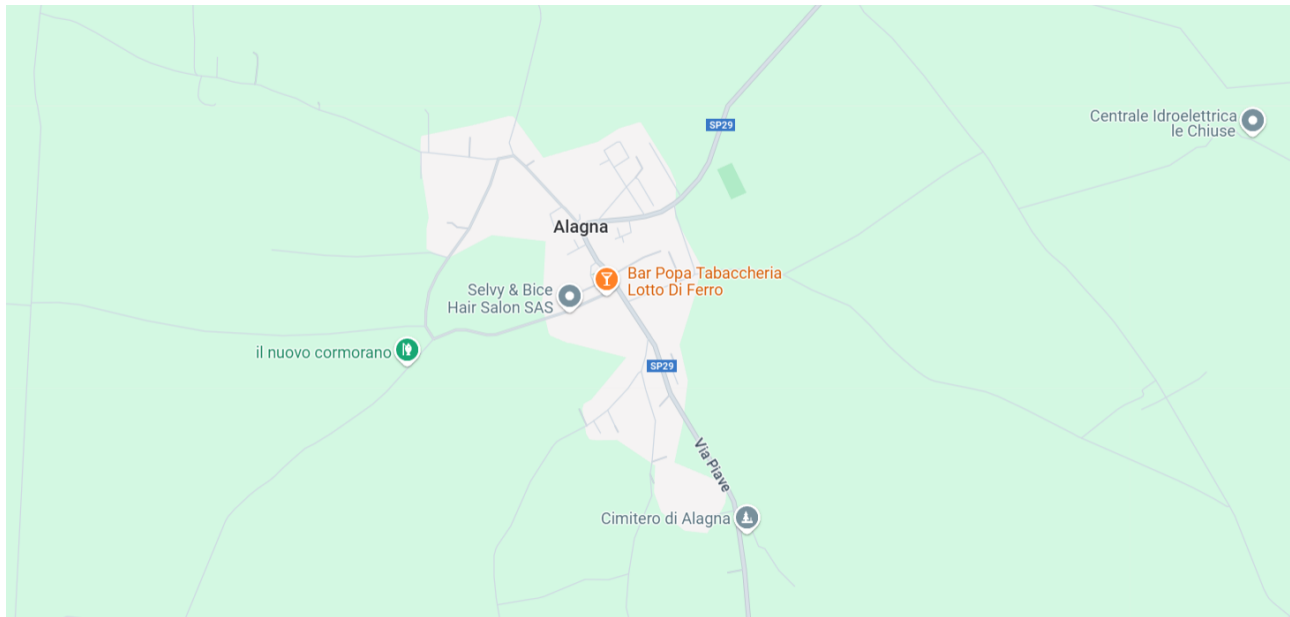 SP29
Centrale Idroelettrica
le Chiuse
Alagna
Bar Popa Tabaccheria
Lotto Di Ferro
Selvy & Bice
Hair Salon SAS
il nuovo cormorano
SP29
Via Piave
Cimitero di Alagna